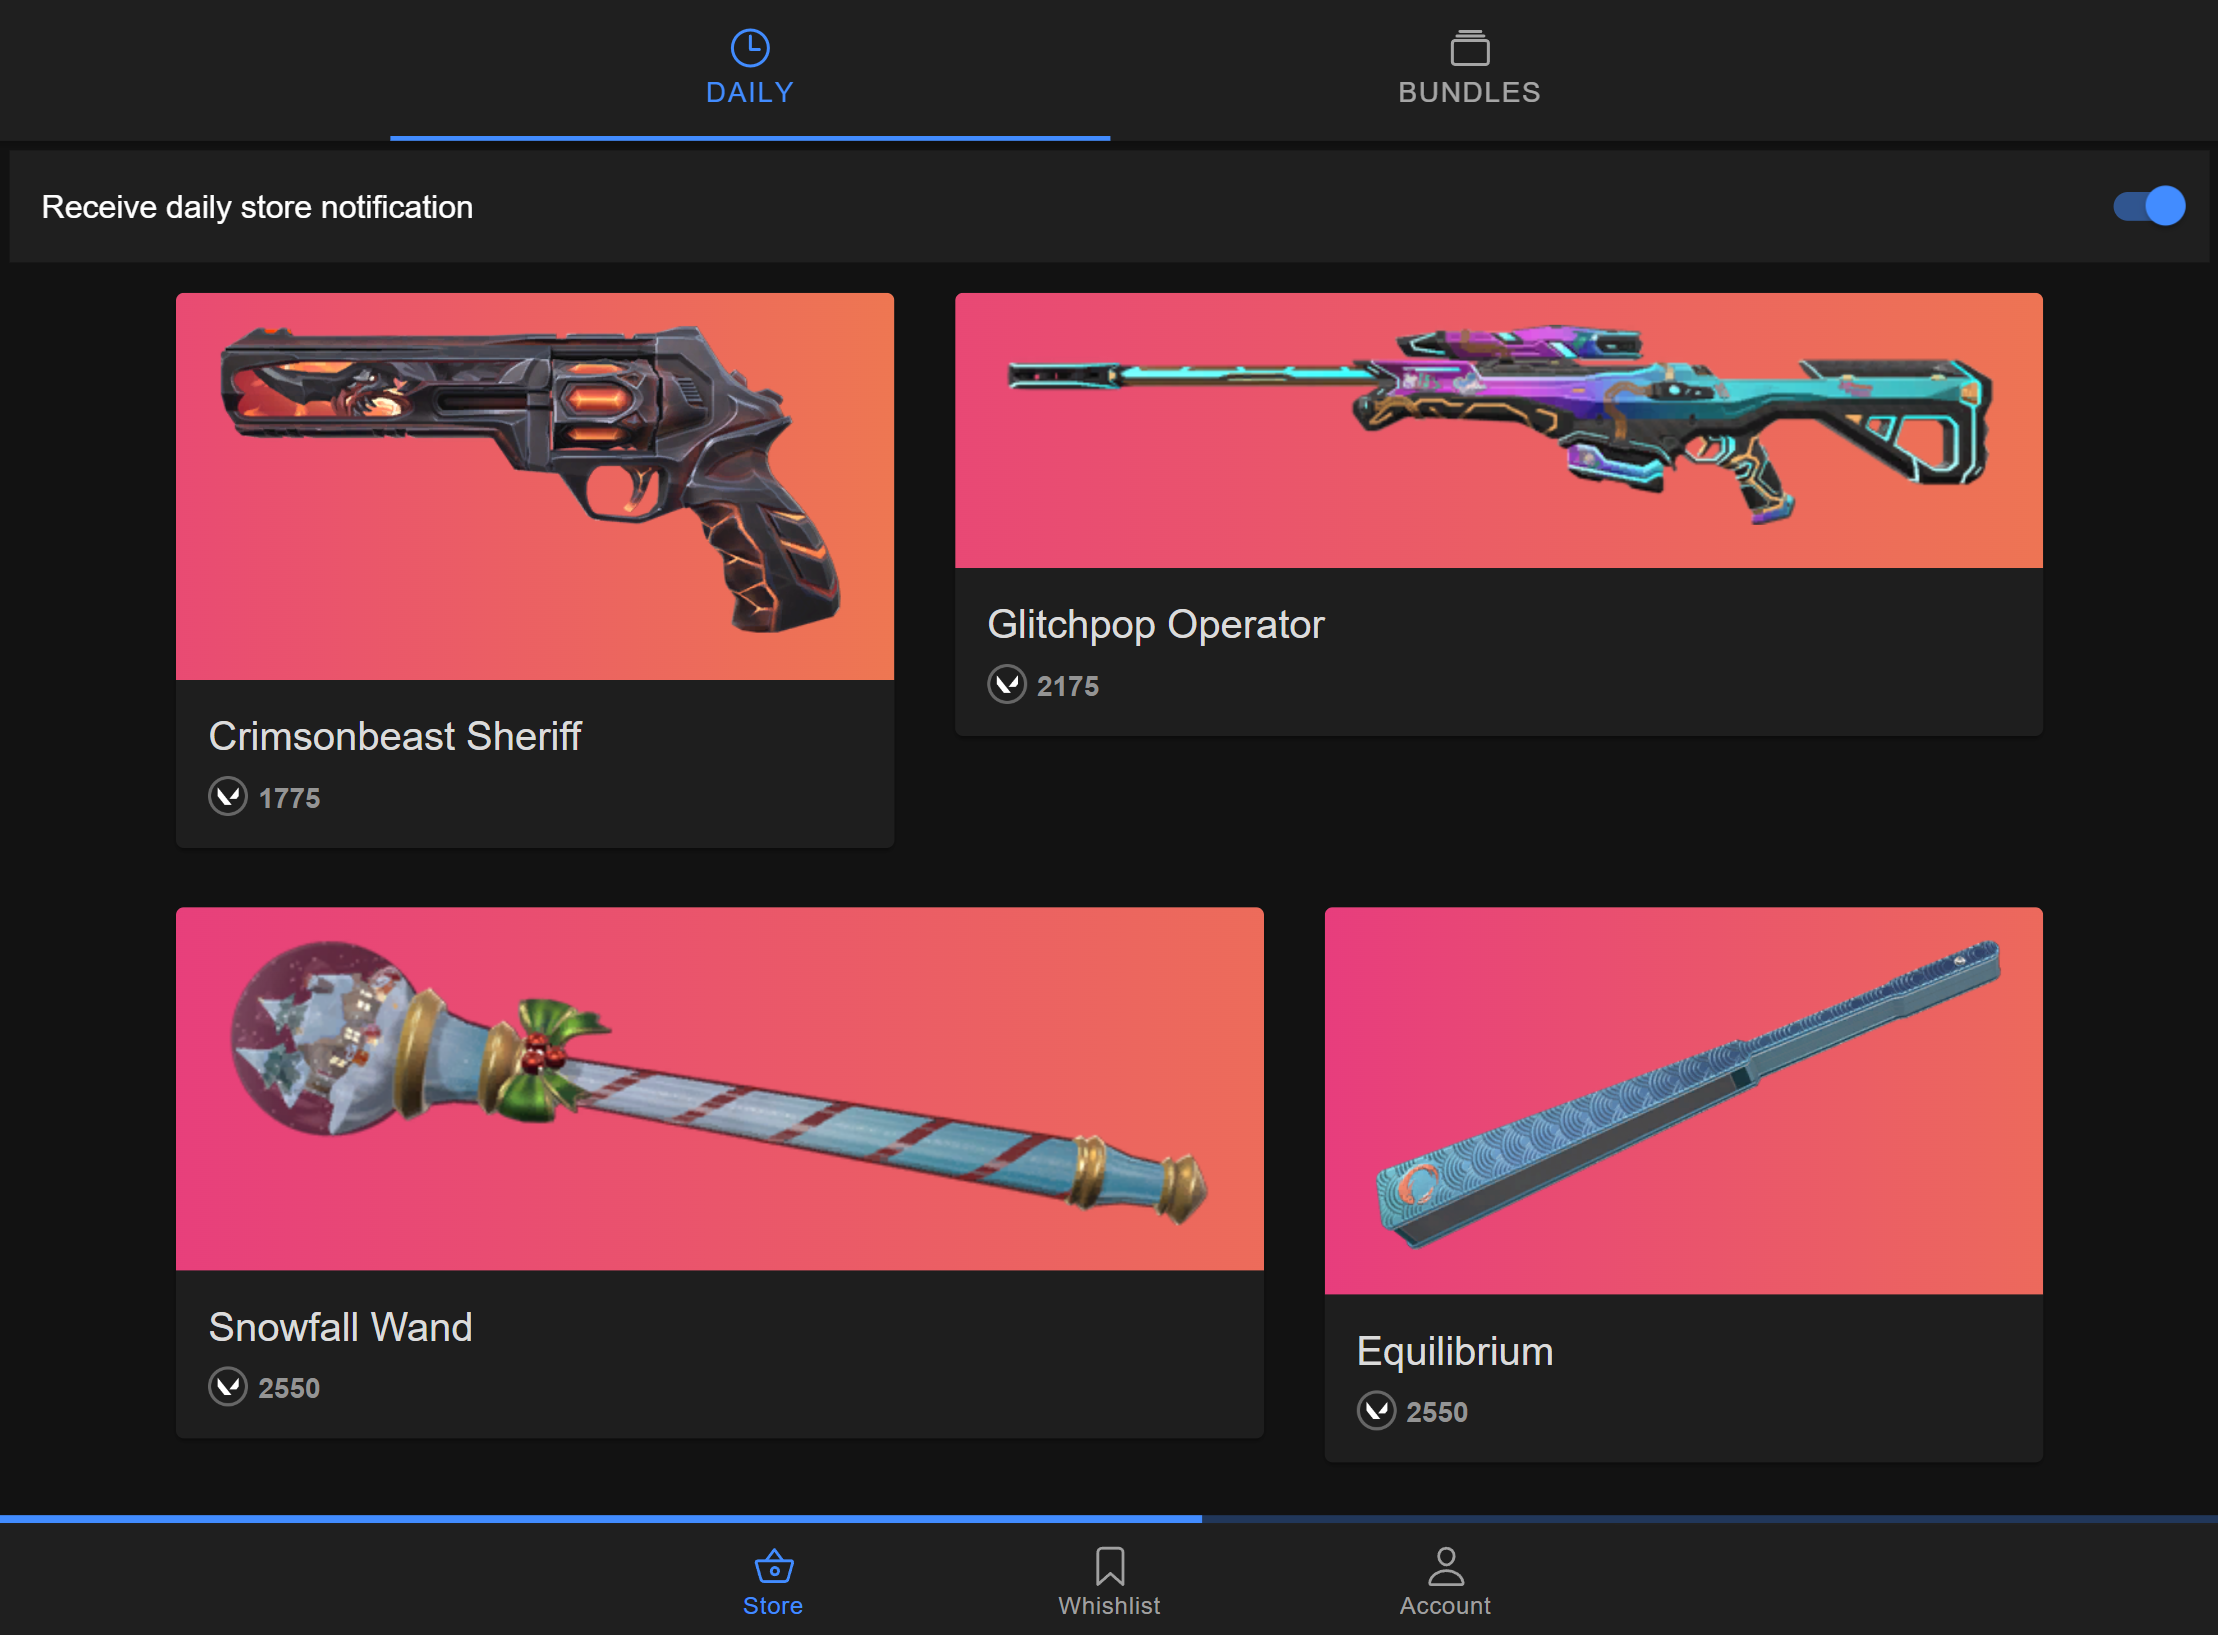 DAILY
BUNDLES
Receive daily store notification
Crimsonbeast Sheriff
1775
Glitchpop Operator
2175
Snowfall Wand
2550
Equilibrium
2550
Store
Whishlist
Account